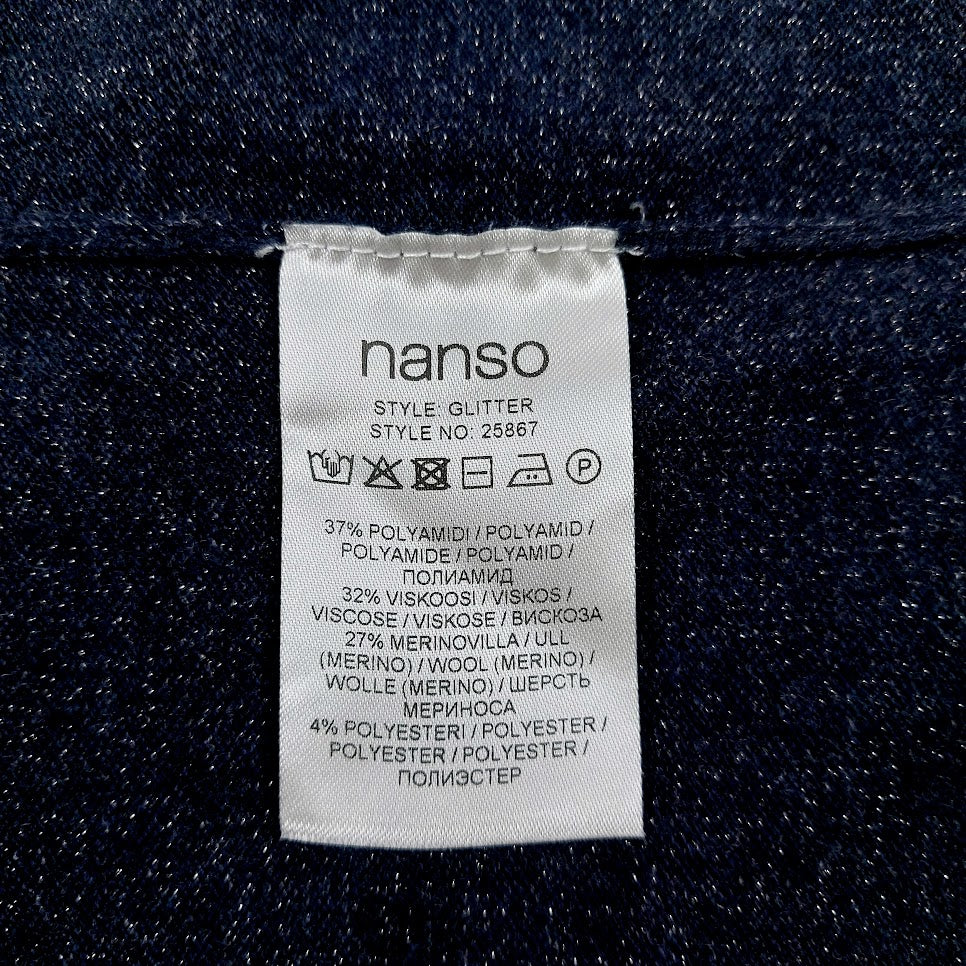 nanso
STYLE: GLITTER
STYLE NO: 25867
P
37% POLYAMIDI / POLYAMID /
POLYAMIDE / POLYAMID /
ПОЛИАМИД
32% VISKOOSI / VISKOS /
VISCOSE / VISKOSE / ВИСКОЗА
27% MERINOVILLA / ULL
(MERINO) / WOOL (MERINO) /
WOLLE (MERINO) / ШЕРСТЬ
МЕРИНОСА
4% POLYESTERI / POLYESTER /
POLYESTER / POLYESTER /
ПОЛИЭСТЕР